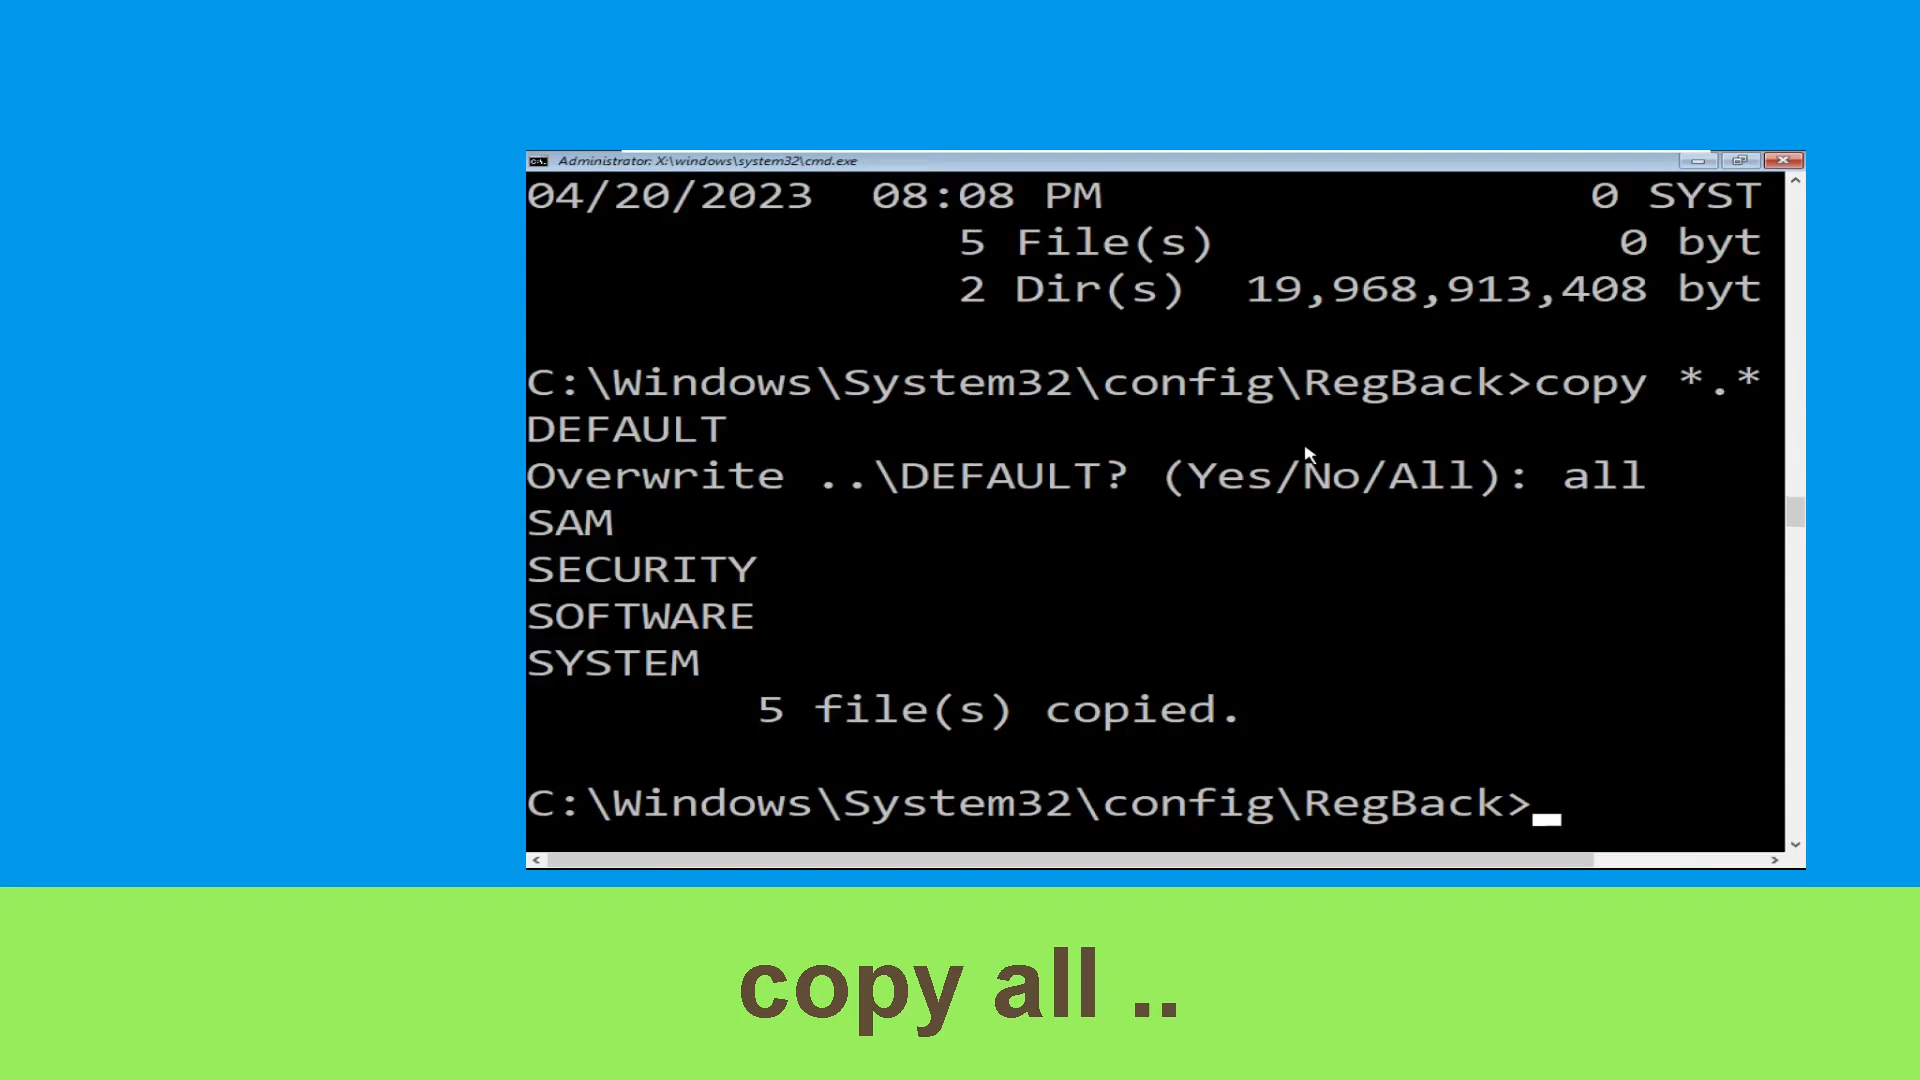 Administrator: X:\windows\system32\cmd.exe
04/20/2023 08:08 PM 0 SYST
5 File(s) 0 byt
2 Dir(s) 19,968,913,408 byt
C:\Windows\System32\config\RegBack>copy *.*
DEFAULT
Overwrite ..\DEFAULT? (Yes/No/All): all
SAM
SECURITY
SOFTWARE
SYSTEM
5 file(s) copied.
C:\Windows\System32\config\RegBack>
copy all ..